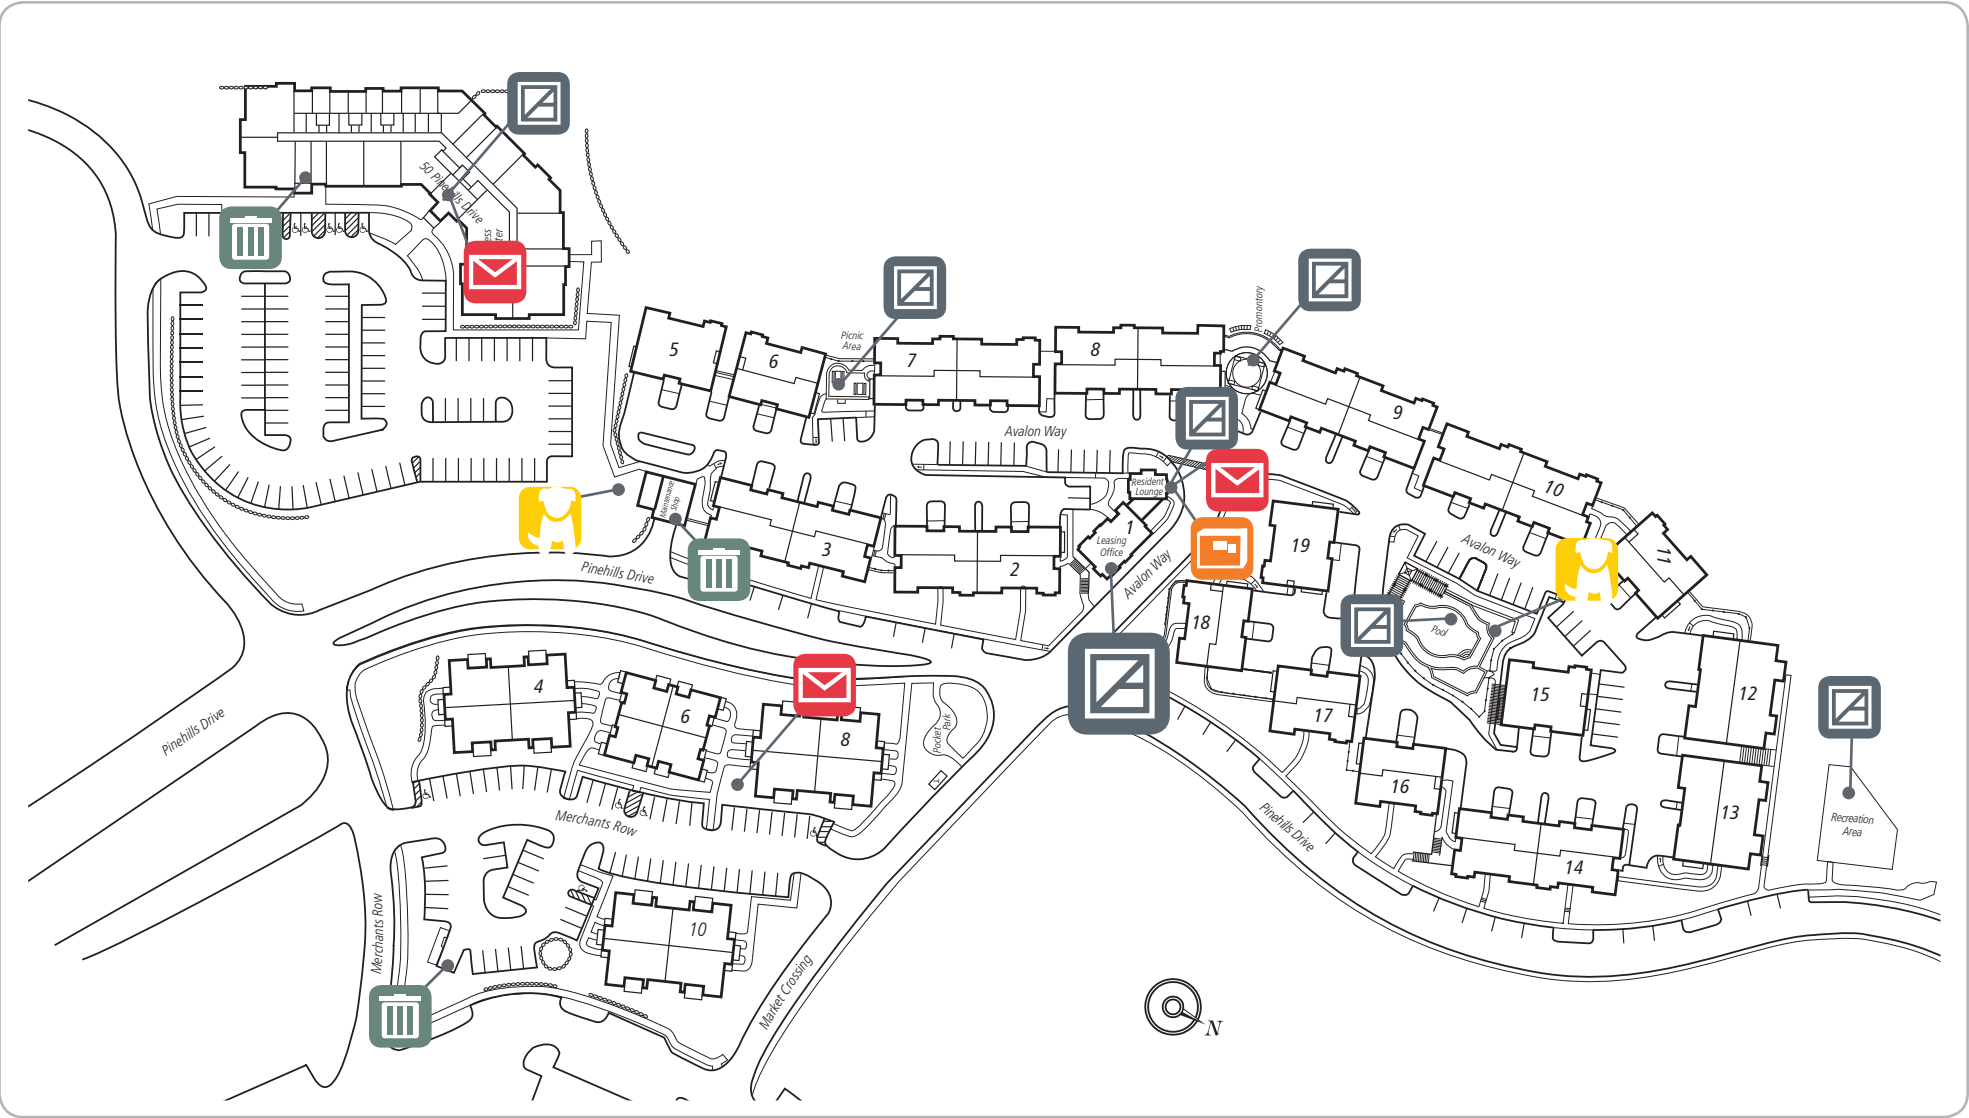 50 Pinehills Drive
Promontory
Picnic
Area
5
6
7
8
9
10
11
Avalon Way
Resident
Lounge
Maintenance
Shop
3
2
1
Leasing
Office
Avalon Way
19
Avalon Way
Pinehills Drive
18
Pool
4
6
8
Pocket Park
Pinehills Drive
17
15
12
16
13
14
Recreation
Area
Merchants Row
Pinehills Drive
Merchants Row
10
Market Crossing
N